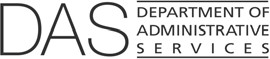 DAS
DEPARTMENT OF
ADMINISTRATIVE
SERVICES